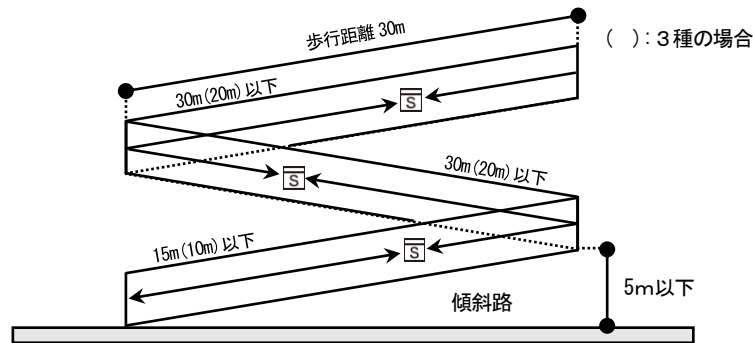 歩行距離 30m
(　):３種の場合
30m(20m)以下
S
30m(20m)以下
S
15m(10m)以下
S
5m以下
傾斜路